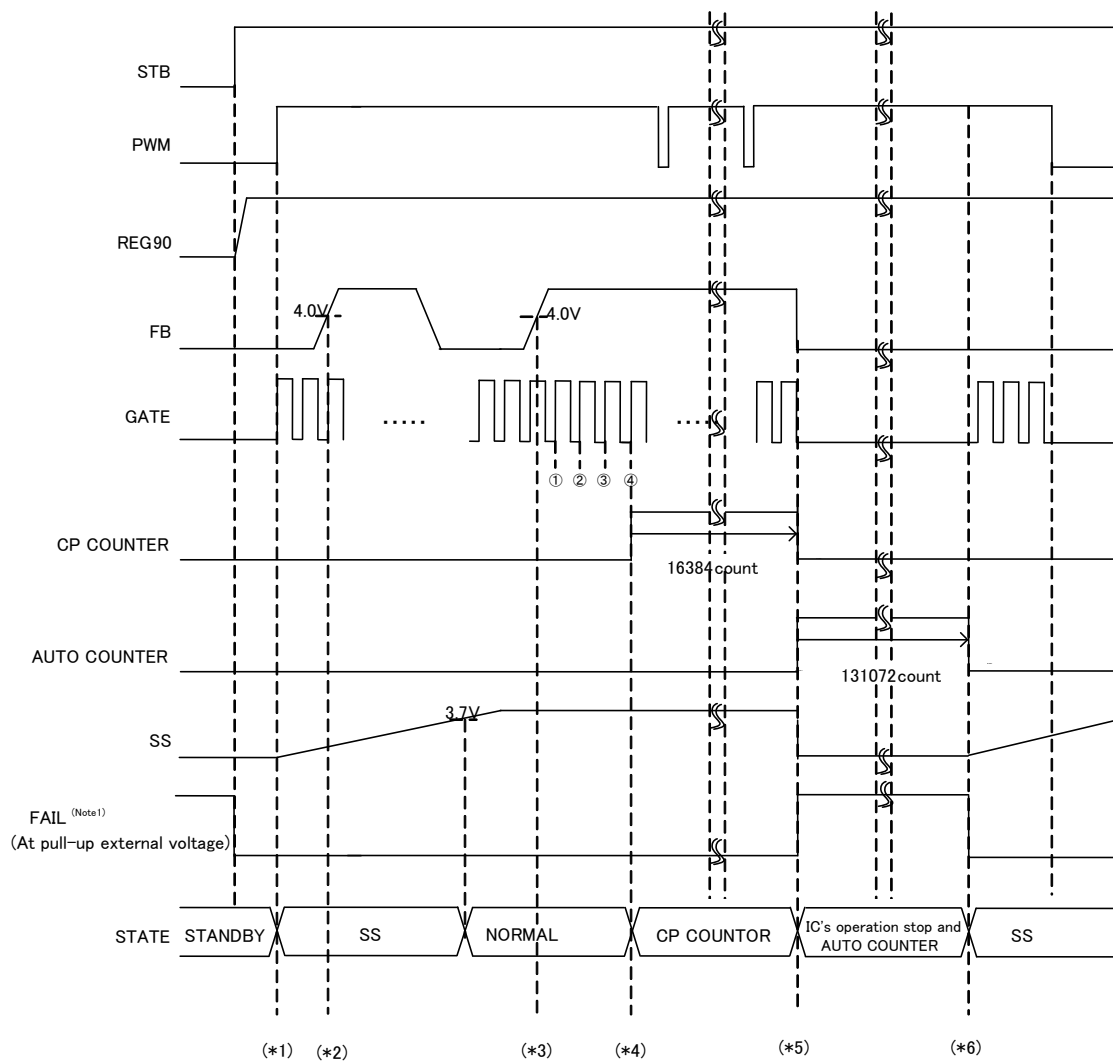 STB
PWM
REG90
4.0V
4.0V
FB
GATE
.....
.....
① ② ③ ④
CP COUNTER
16384count
AUTO COUNTER
131072count
3.7V
SS
FAIL (Note1)
(At pull-up external voltage)
STATE STANDBY SS NORMAL CP COUNTOR IC's operation stop and
AUTO COUNTER SS
(*1) (*2) (*3) (*4) (*5) (*6)